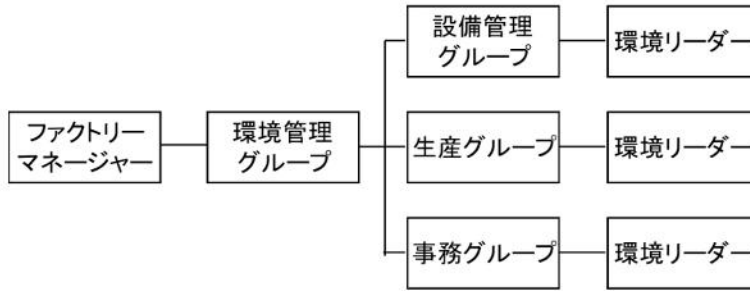 ファクトリー
マネージャー
環境管理
グループ
設備管理
グループ
環境リーダー
生産グループ
環境リーダー
事務グループ
環境リーダー